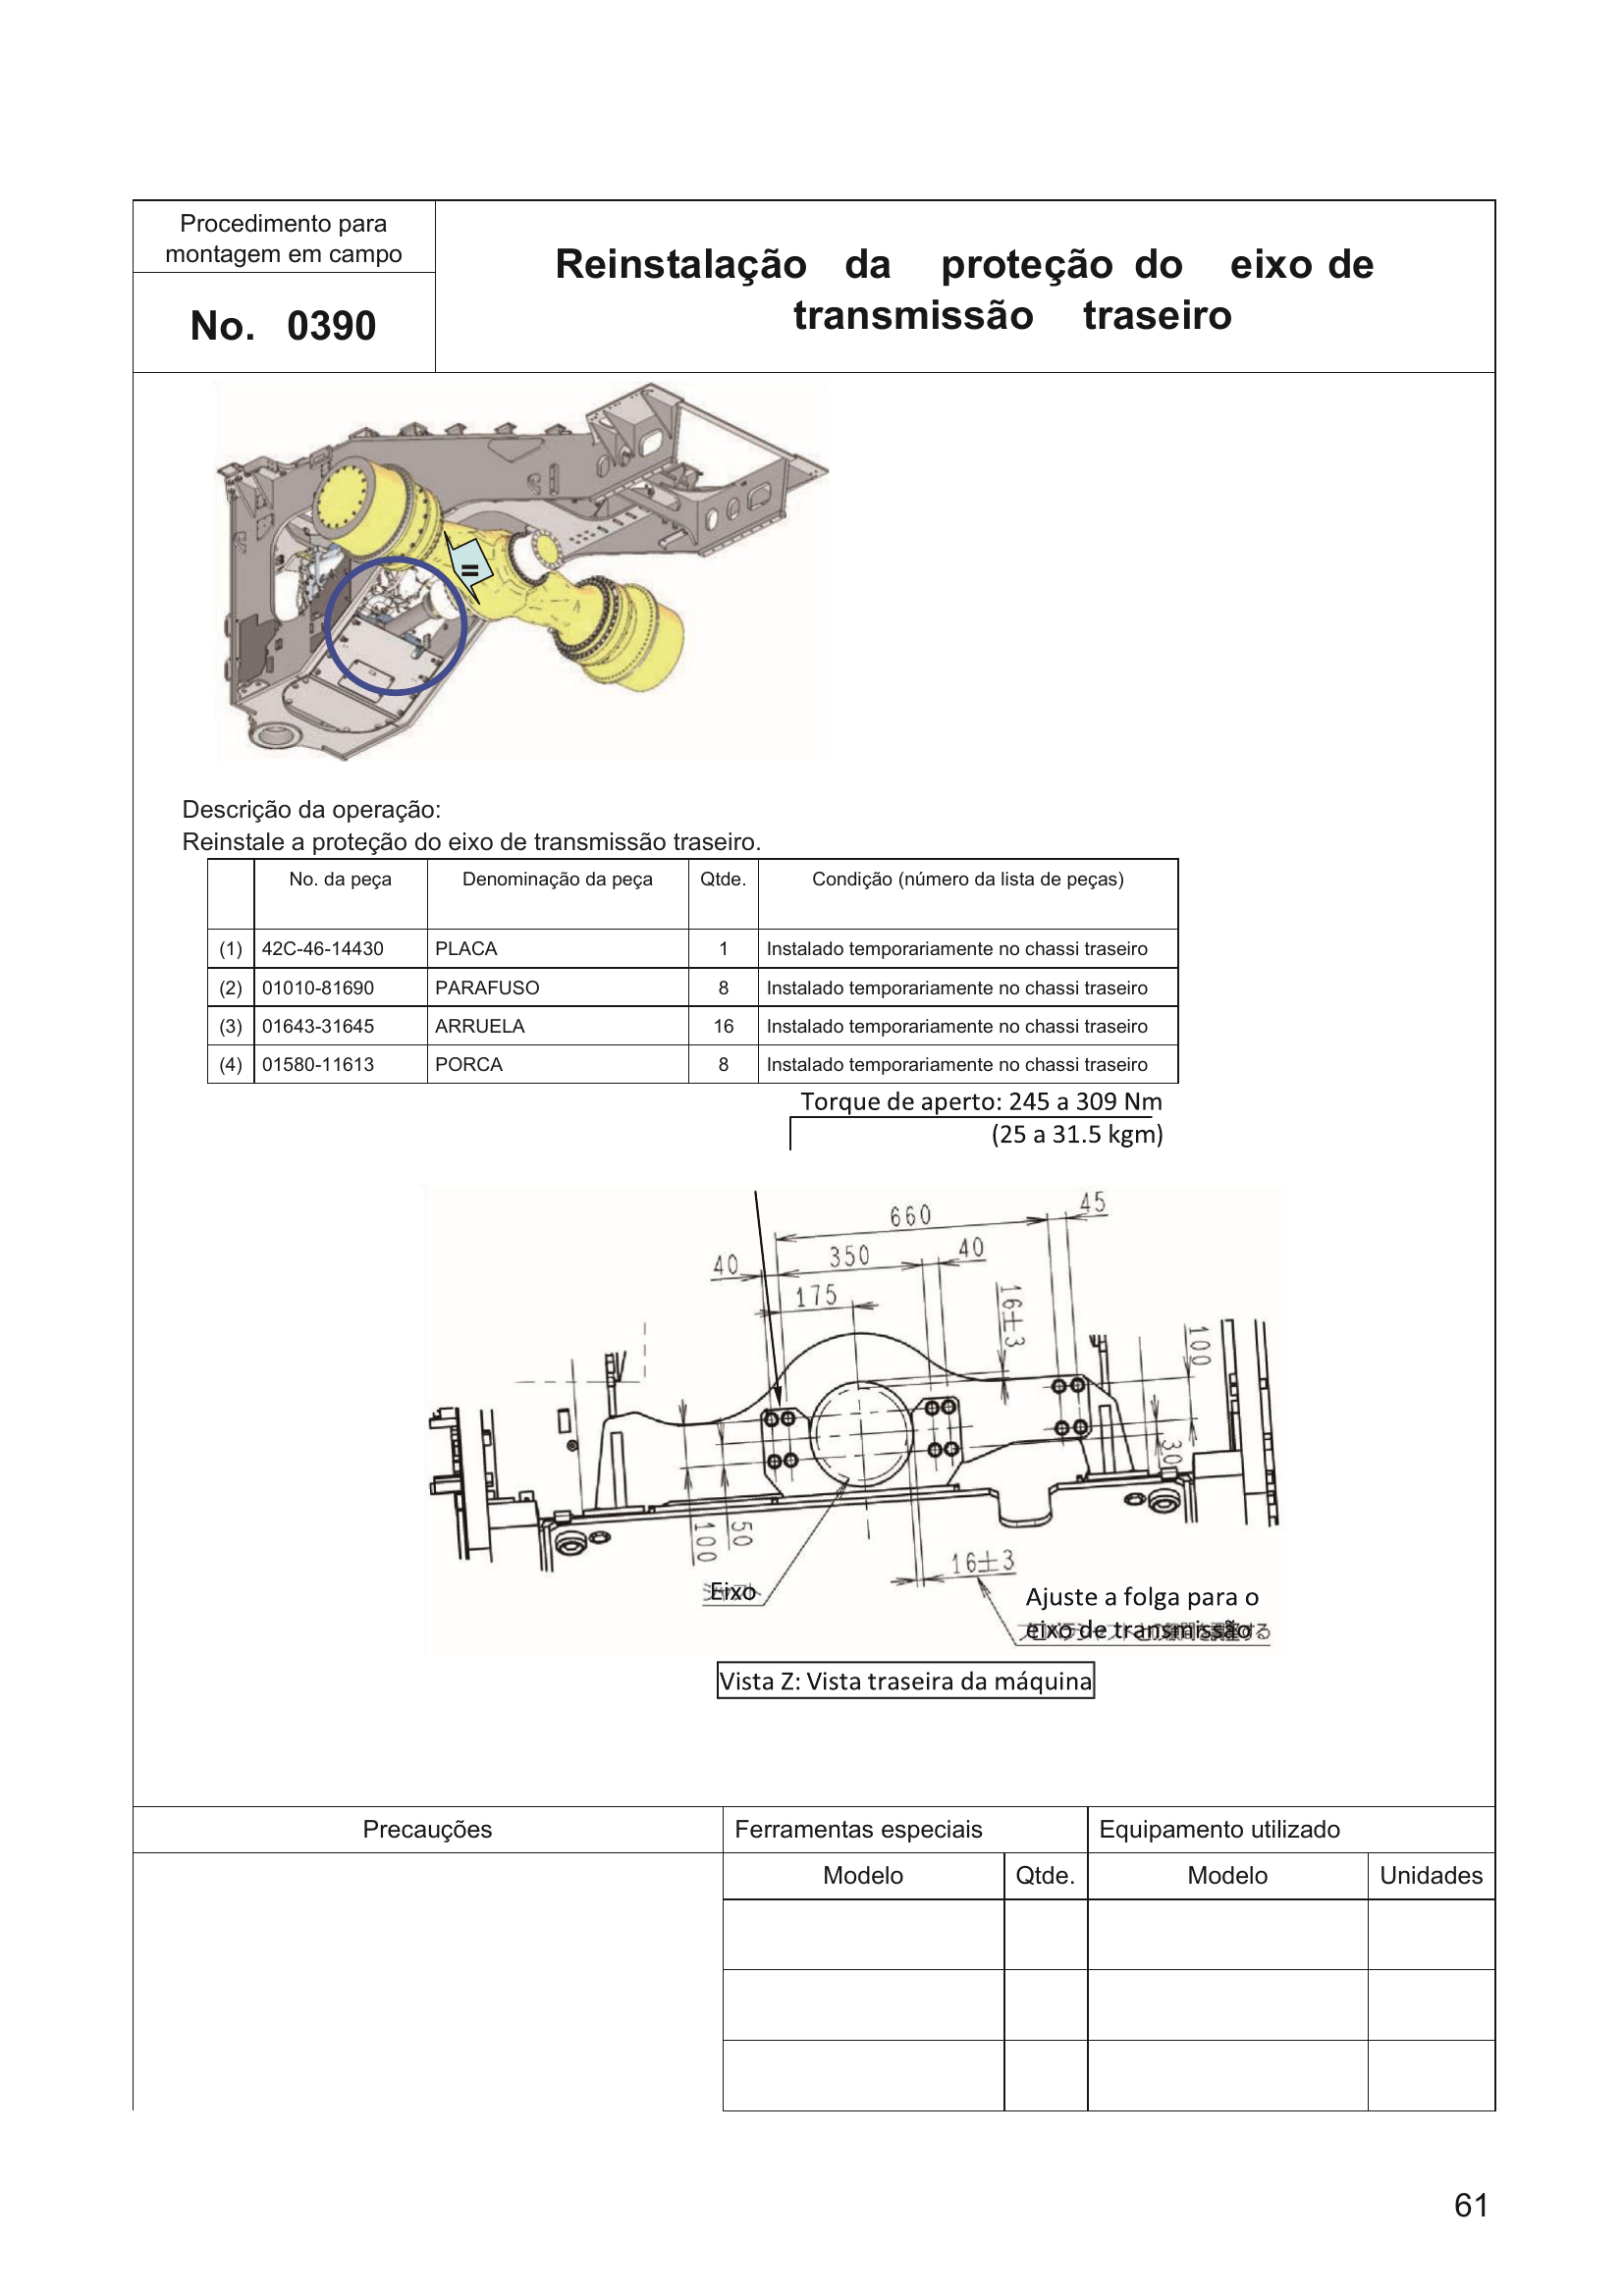 Procedimento para
montagem em campo
No. 0390
Reinstalação da proteção do eixo de
transmissão traseiro
=
Descrição da operação:
Reinstale a proteção do eixo de transmissão traseiro.
No. da peça Denominação da peça Qtde. Condição (número da lista de peças)
(1) 42C-46-14430 PLACA 1 Instalado temporariamente no chassi traseiro
(2) 01010-81690 PARAFUSO 8 Instalado temporariamente no chassi traseiro
(3) 01643-31645 ARRUELA 16 Instalado temporariamente no chassi traseiro
(4) 01580-11613 PORCA 8 Instalado temporariamente no chassi traseiro
Torque de aperto: 245 a 309 Nm
(25 a 31.5 kgm)
660 45
40 350 40
175
16±3
100
30
100
50
16±3
Eixo
Ajuste a folga para o
eixo de transmissão
Vista Z: Vista traseira da máquina
Precauções Ferramentas especiais Equipamento utilizado
Modelo Qtde. Modelo Unidades
61